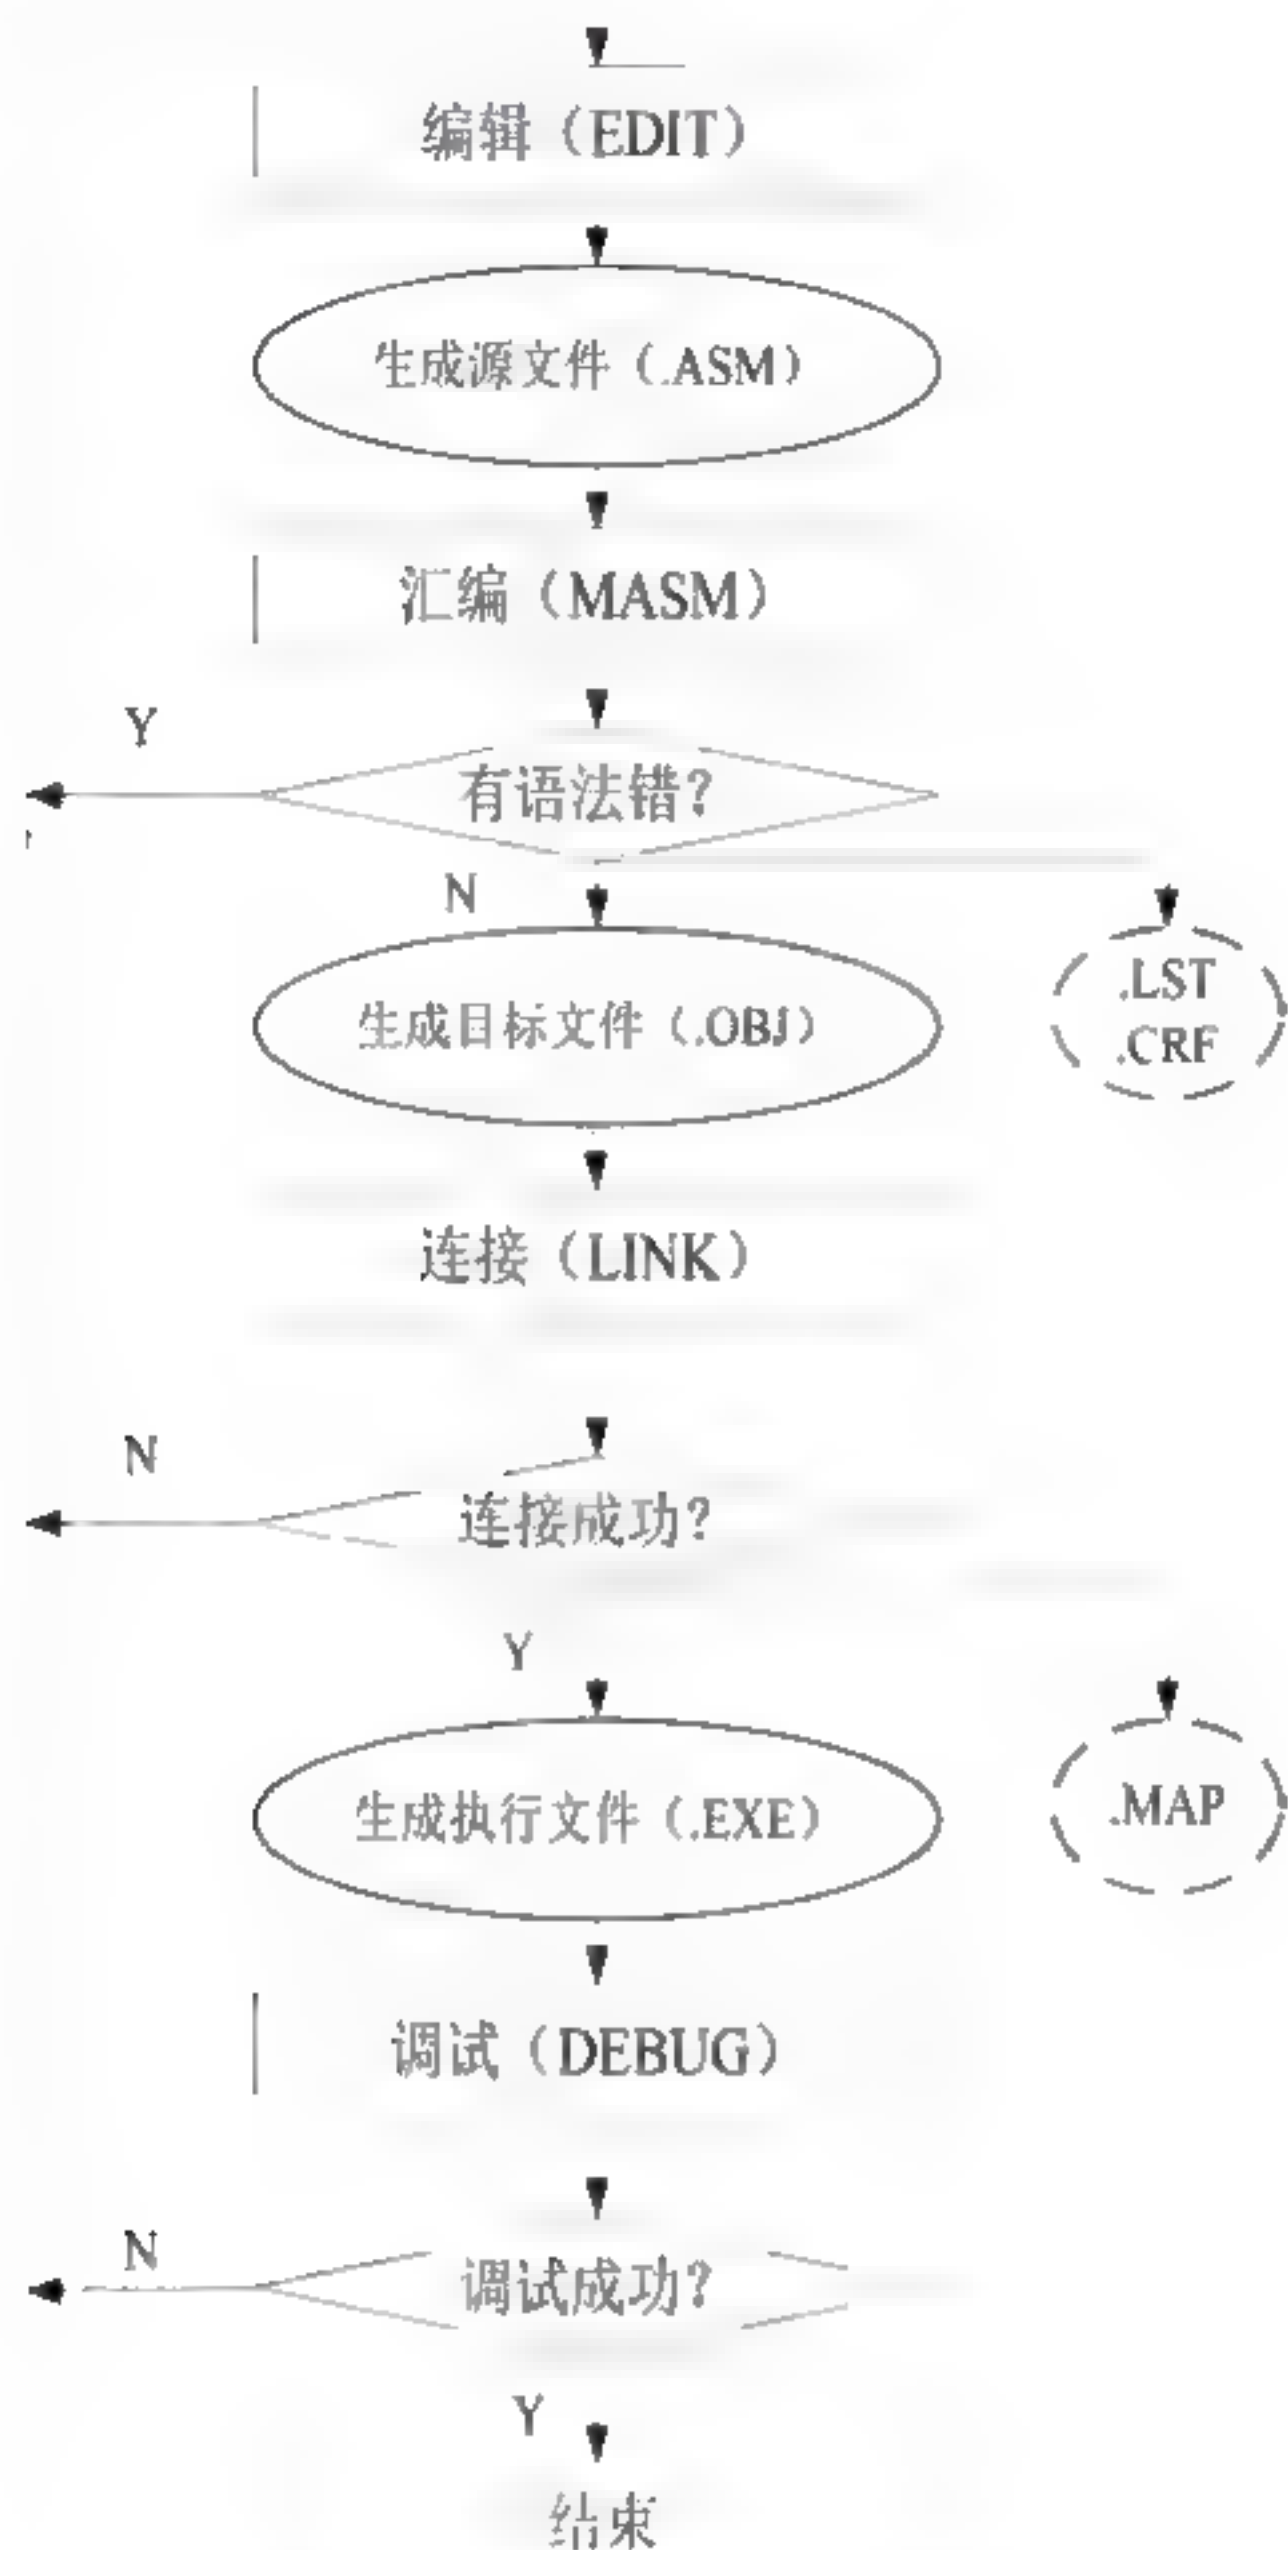 编辑（EDIT）
生成源文件（.ASM）
汇编（MASM）
Y
有语法错？
N
.LST
.CRF
生成目标文件（.OBJ）
连接（LINK）
N
连接成功？
Y
生成执行文件（.EXE）
.MAP
调试（DEBUG）
N
调试成功？
Y
结束